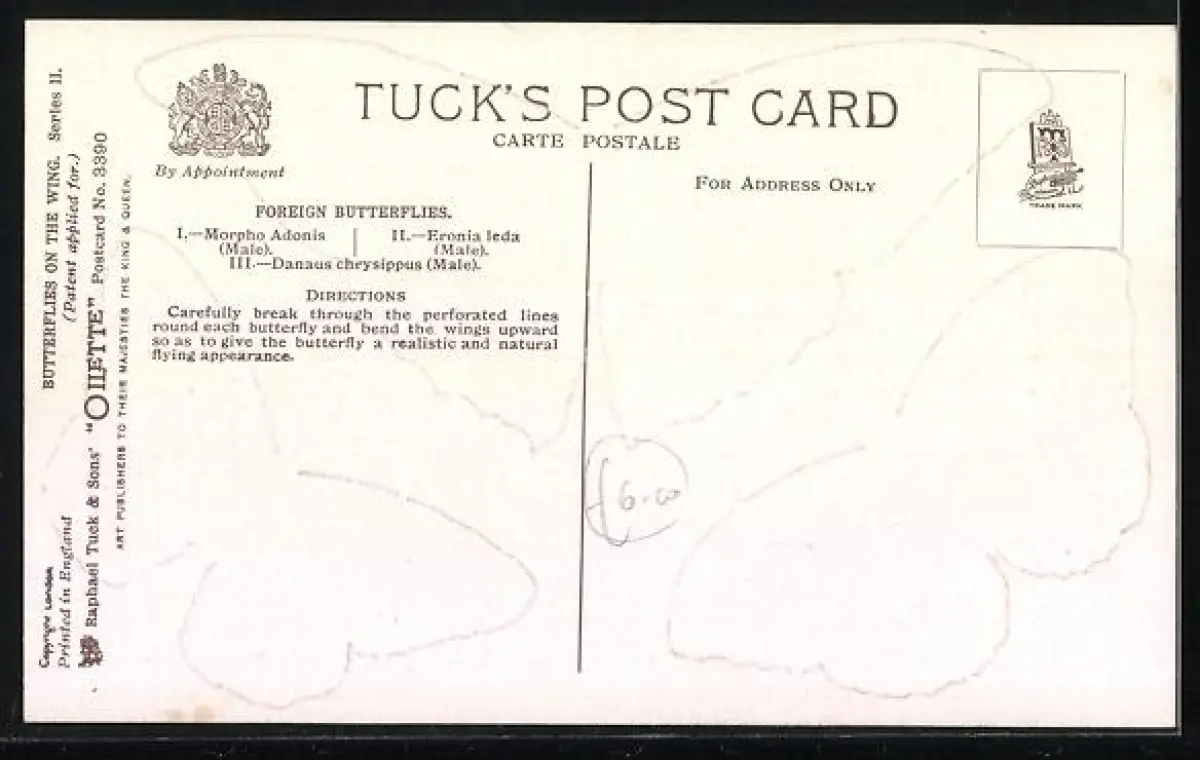 TUCK'S POST CARD
CARTE POSTALE
By Appointment
FOR ADDRESS ONLY
TRADE MARK
FOREIGN BUTTERFLIES.
I.—Morpho Adonis
(Male).
II.—Eronia leda
(Male).
III.—Danaus chrysippus (Male).
DIRECTIONS
Carefully break through the perforated lines
round each butterfly and bend the wings upward
so as to give the butterfly a realistic and natural
flying appearance.
£6.00
BUTTERFLIES ON THE WING. Series II.
(Patent applied for.)
Raphael Tuck & Sons' "OILETTE" Postcard No. 3390
ART PUBLISHERS TO THEIR MAJESTIES THE KING & QUEEN.
Copyright London
Printed in England